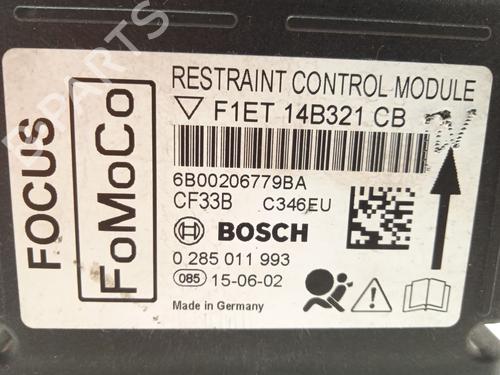 RESTRAINT CONTROL MODULE
F1ET 14B321 CB
6B00206779BA
CF33B C346EU
BOSCH
0 285 011 993
085 15-06-02
Made in Germany
FOCUS
FoMoCo